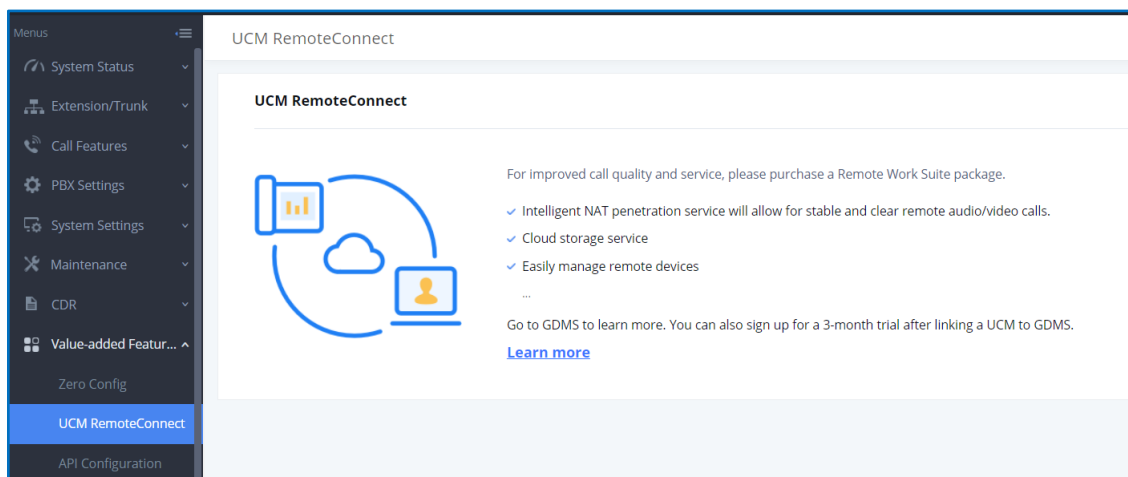 Menus
System Status
Extension/Trunk
Call Features
PBX Settings
System Settings
Maintenance
CDR
Value-added Featur...
Zero Config
UCM RemoteConnect
API Configuration
UCM RemoteConnect
UCM RemoteConnect
For improved call quality and service, please purchase a Remote Work Suite package.
Intelligent NAT penetration service will allow for stable and clear remote audio/video calls.
Cloud storage service
Easily manage remote devices
...
Go to GDMS to learn more. You can also sign up for a 3-month trial after linking a UCM to GDMS.
Learn more